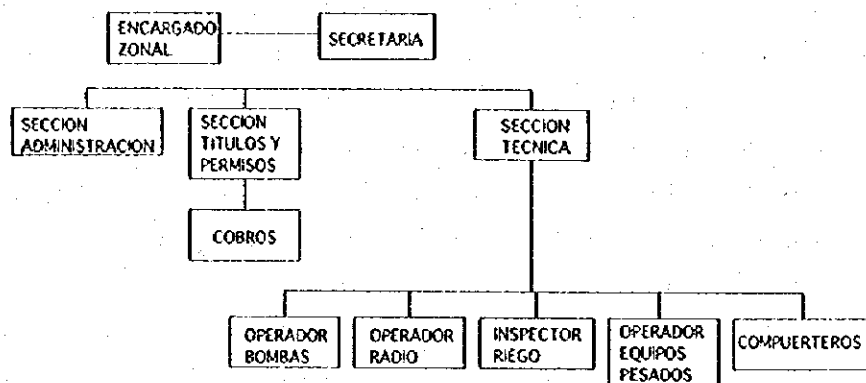 ENCARGADO
ZONAL
SECRETARIA
SECCION
ADMINISTRACION
SECCION
TITULOS Y
PERMISOS
SECCION
TECNICA
COBROS
OPERADOR
BOMBAS
OPERADOR
RADIO
INSPECTOR
RIEGO
OPERADOR
EQUIPOS
PESADOS
COMPUERTEROS